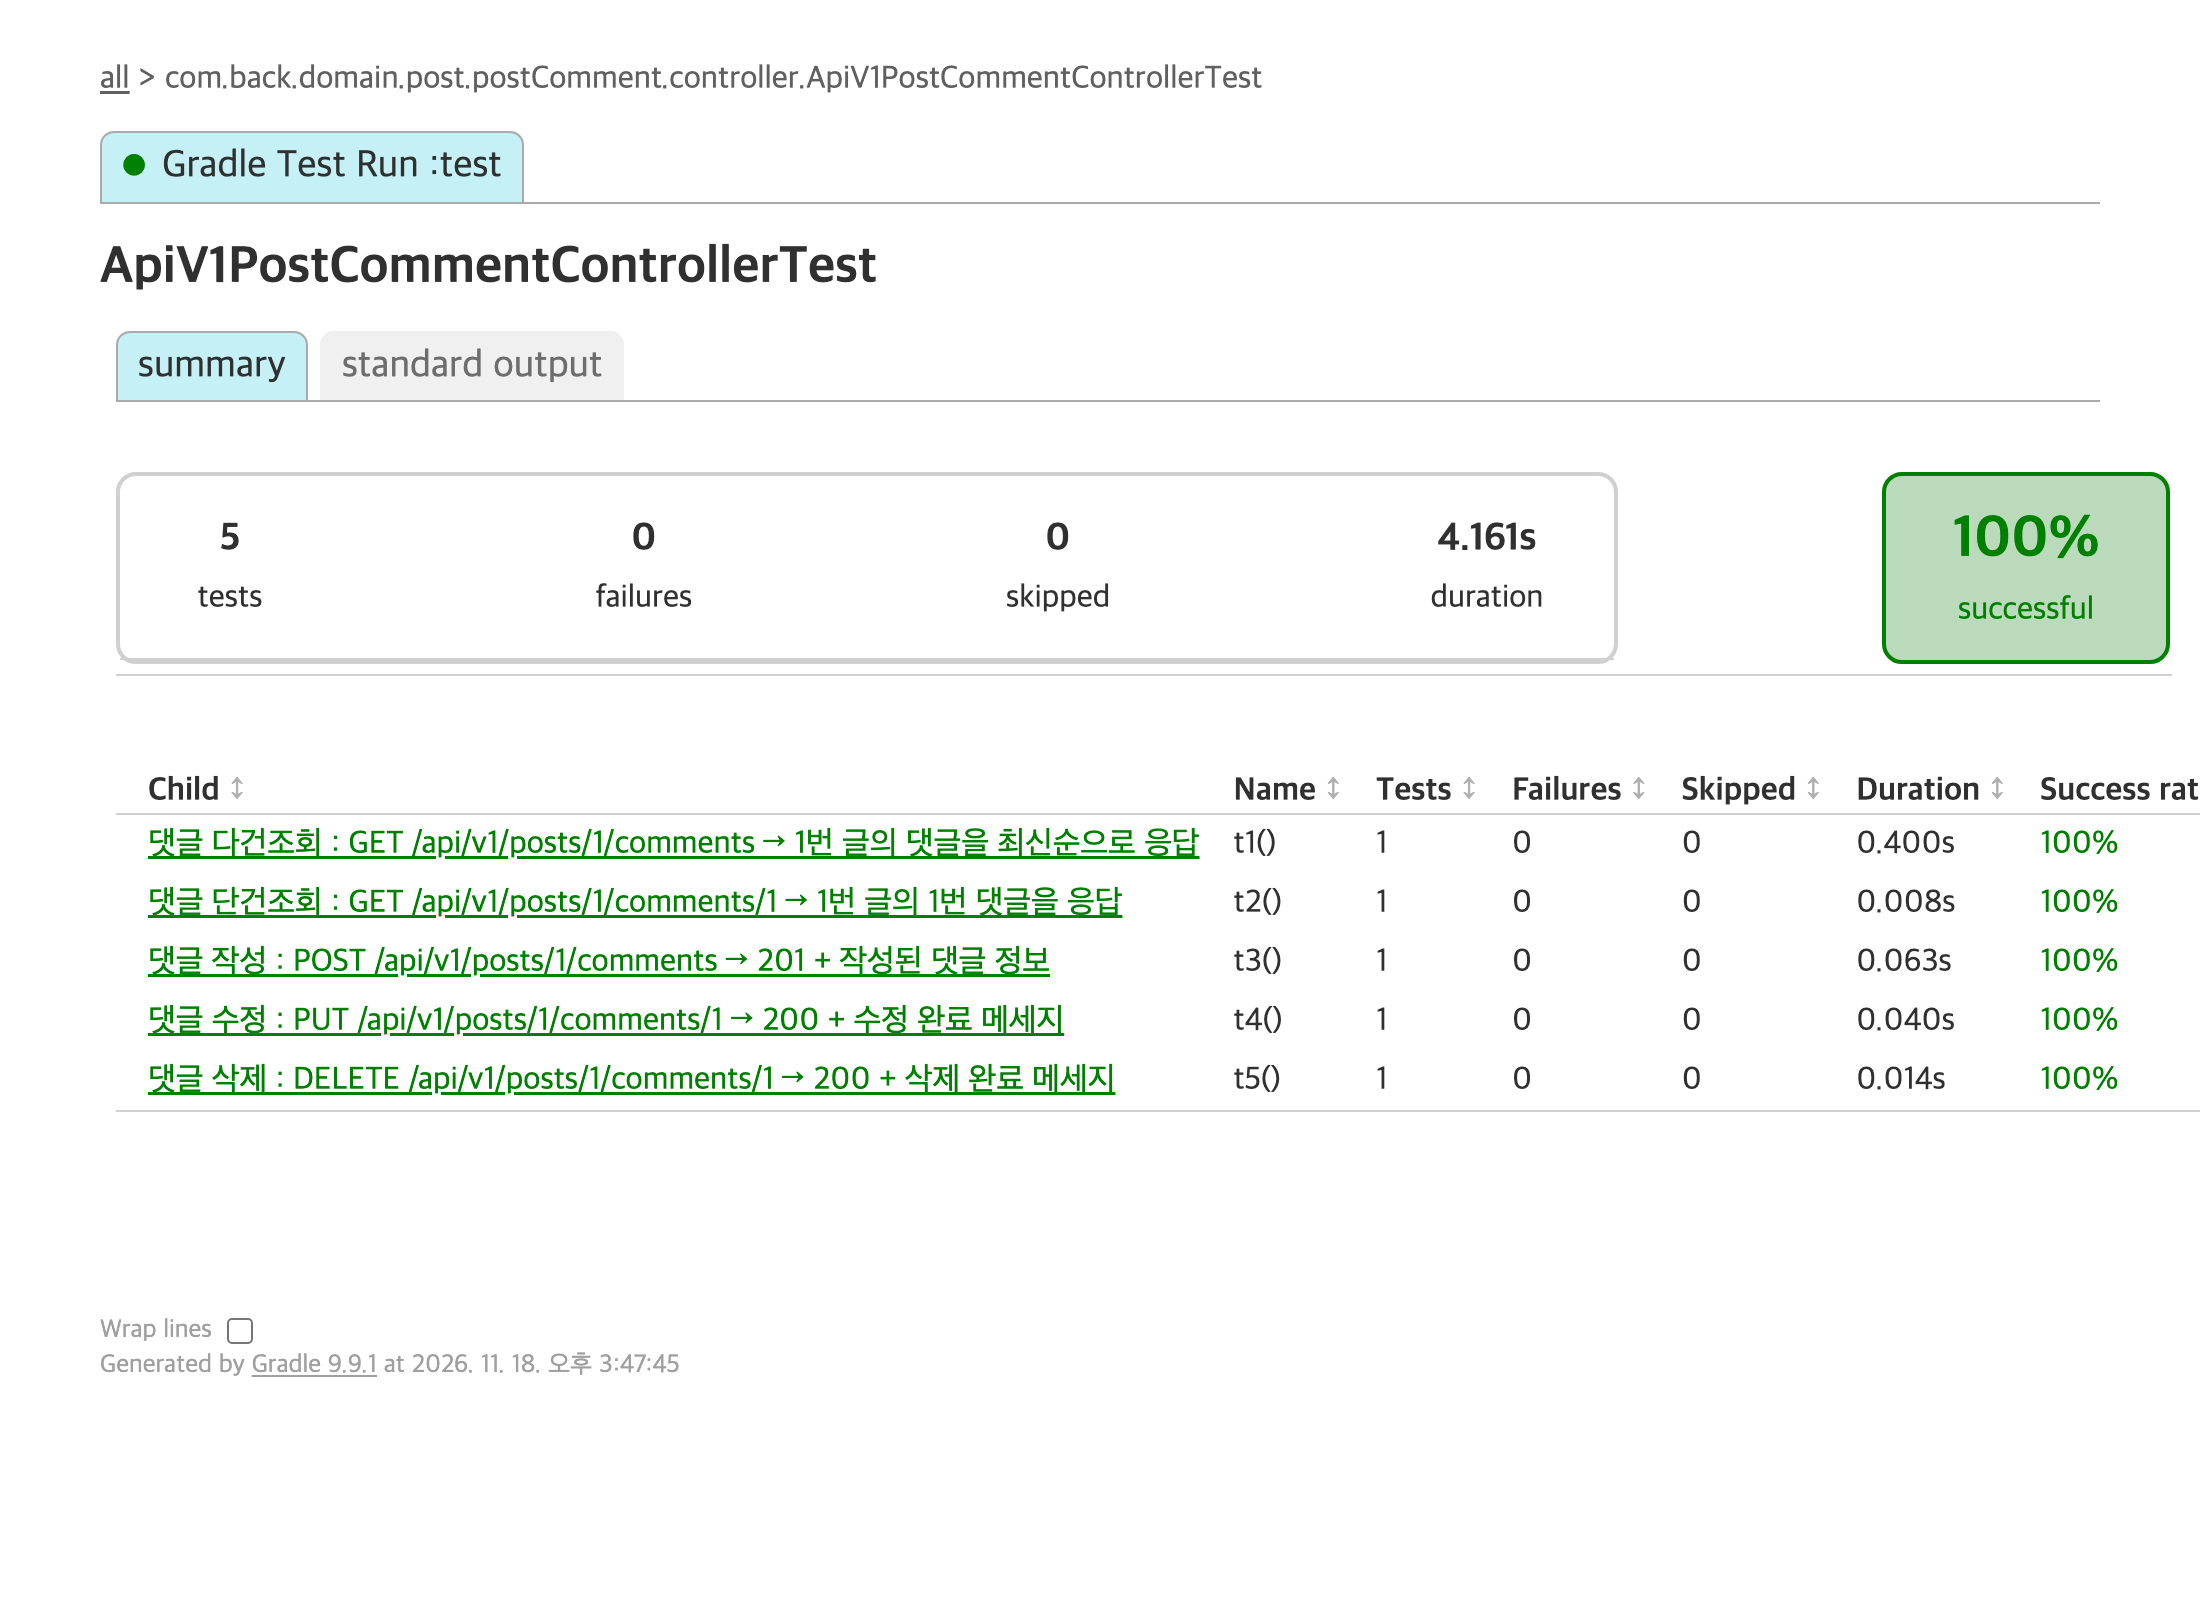 all > com.back.domain.post.postComment.controller.ApiV1PostCommentControllerTest
Gradle Test Run :test
ApiV1PostCommentControllerTest
summary standard output
5 0 0 4.161s 100%
tests failures skipped duration successful
Child Name Tests Failures Skipped Duration Success rat
댓글 다건조회 : GET /api/v1/posts/1/comments → 1번 글의 댓글을 최신순으로 응답 t1() 1 0 0 0.400s 100%
댓글 단건조회 : GET /api/v1/posts/1/comments/1 → 1번 글의 1번 댓글을 응답 t2() 1 0 0 0.008s 100%
댓글 작성 : POST /api/v1/posts/1/comments → 201 + 작성된 댓글 정보 t3() 1 0 0 0.063s 100%
댓글 수정 : PUT /api/v1/posts/1/comments/1 → 200 + 수정 완료 메세지 t4() 1 0 0 0.040s 100%
댓글 삭제 : DELETE /api/v1/posts/1/comments/1 → 200 + 삭제 완료 메세지 t5() 1 0 0 0.014s 100%
Wrap lines
Generated by Gradle 9.9.1 at 2026. 11. 18. 오후 3:47:45